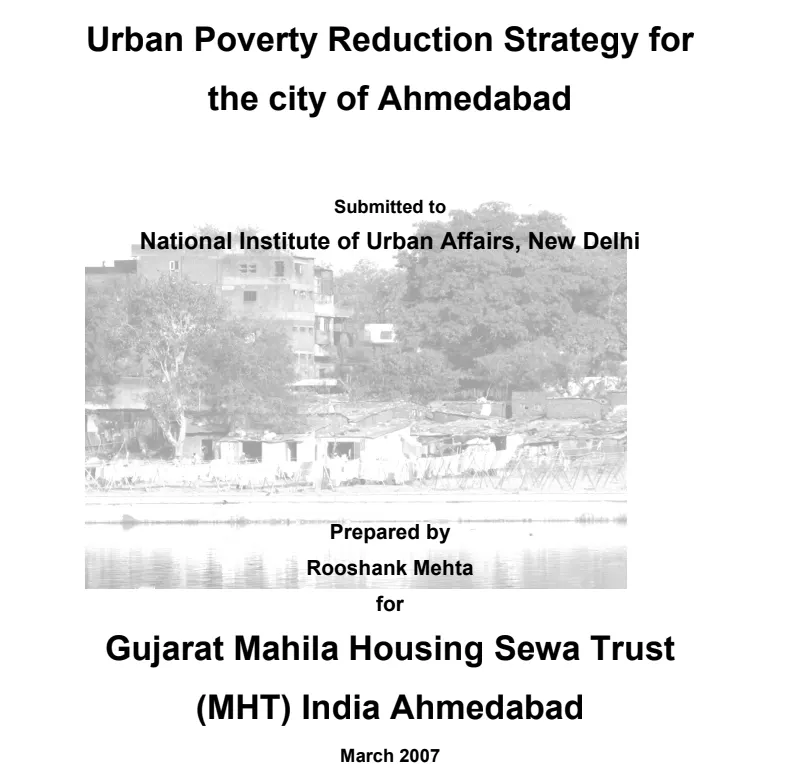 Urban Poverty Reduction Strategy for
the city of Ahmedabad
Submitted to
National Institute of Urban Affairs, New Delhi
Prepared by
Rooshank Mehta
for
Gujarat Mahila Housing Sewa Trust
(MHT) India Ahmedabad
March 2007